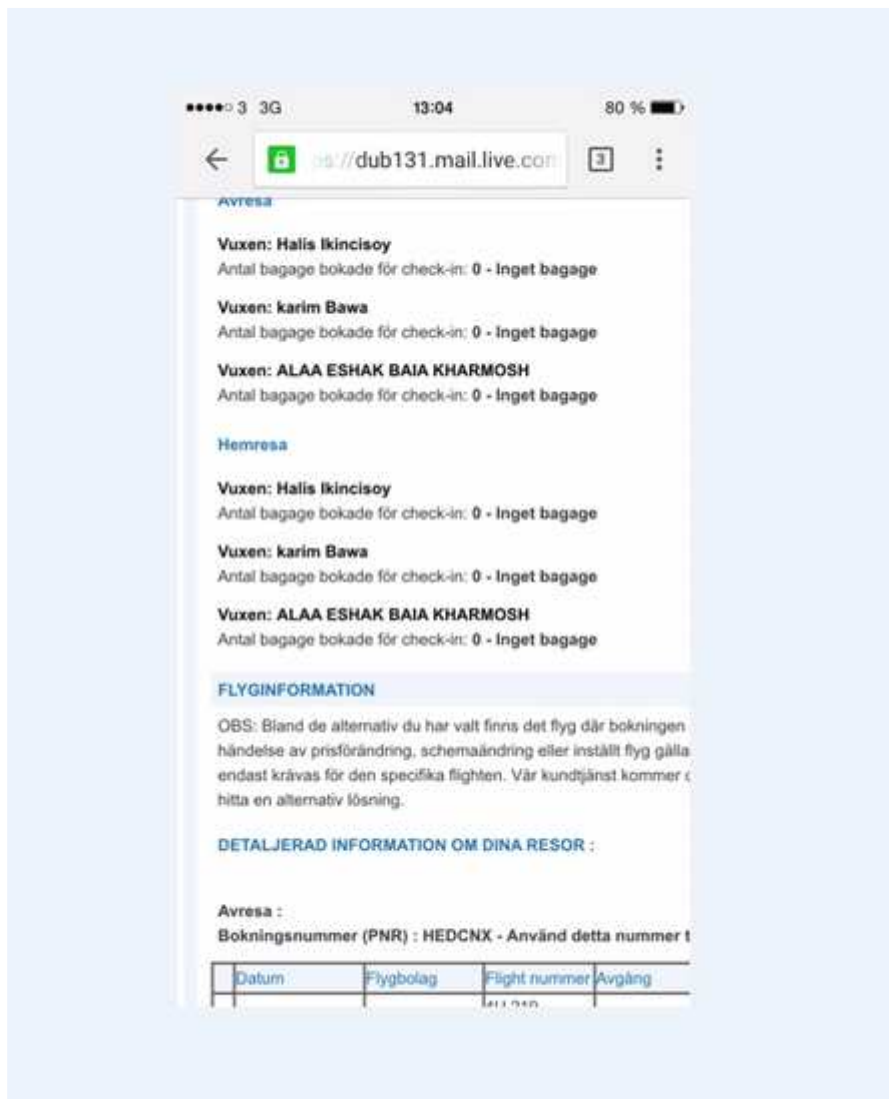 3 3G 13:04 80 %
://dub131.mail.live.com
3
Avresa
Vuxen: Halis Ikincisoy
Antal bagage bokade för check-in: 0 - Inget bagage
Vuxen: karim Bawa
Antal bagage bokade för check-in: 0 - Inget bagage
Vuxen: ALAA ESHAK BAIA KHARMOSH
Antal bagage bokade för check-in: 0 - Inget bagage
Hemresa
Vuxen: Halis Ikincisoy
Antal bagage bokade för check-in: 0 - Inget bagage
Vuxen: karim Bawa
Antal bagage bokade för check-in: 0 - Inget bagage
Vuxen: ALAA ESHAK BAIA KHARMOSH
Antal bagage bokade för check-in: 0 - Inget bagage
FLYGINFORMATION
OBS: Bland de alternativ du har valt finns det flyg där bokningen
händelse av prisförändring, schemaändring eller inställt flyg gälla
endast krävas för den specifika flighten. Vår kundtjänst kommer
hitta en alternativ lösning.
DETALJERAD INFORMATION OM DINA RESOR :
Avresa :
Bokningsnummer (PNR) : HEDCNX - Använd detta nummer t
Datum Flygbolag Flight nummer Avgång